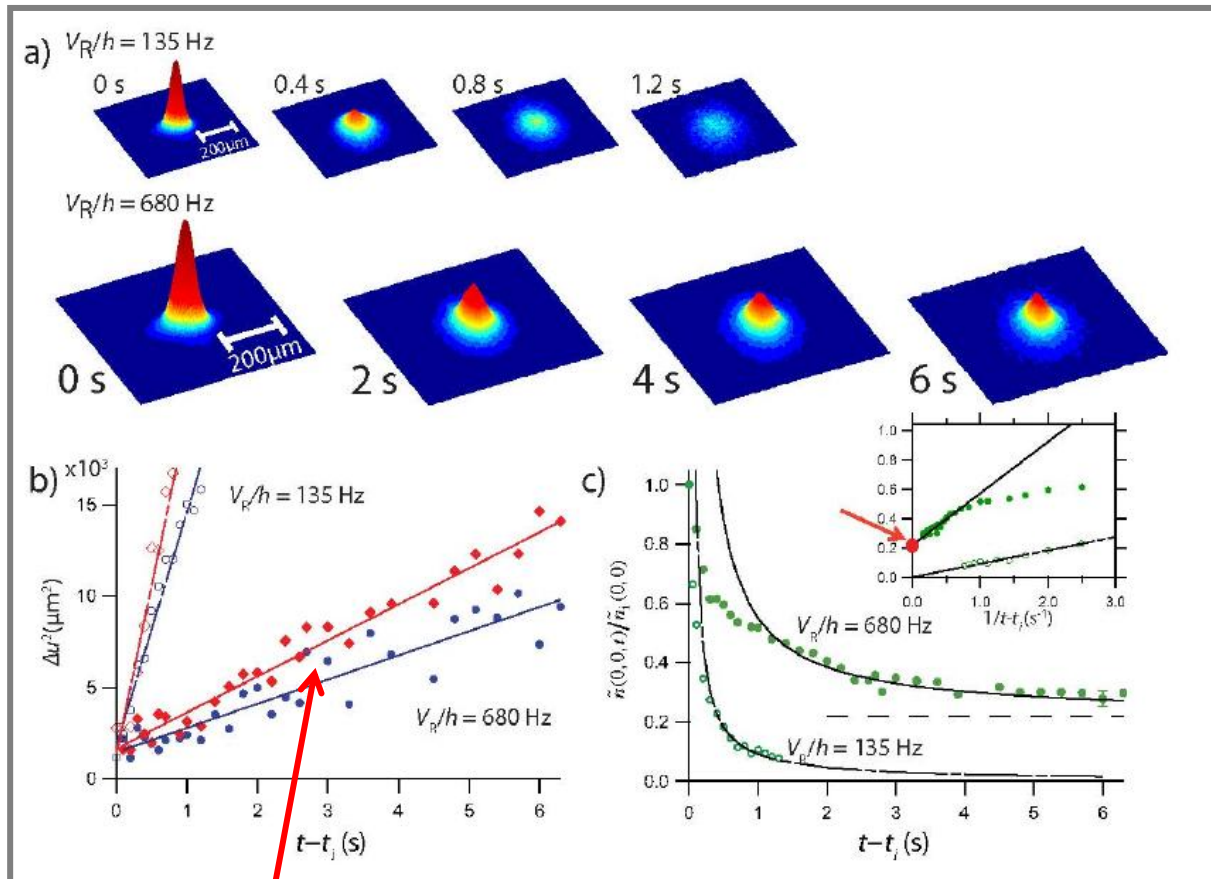 a)
V_R/h = 135 Hz
0 s
0.4 s
0.8 s
1.2 s
200µm
V_R/h = 680 Hz
0 s
2 s
4 s
6 s
200µm
b)
x10³
15
10
5
0
Δu² (µm²)
V_R/h = 135 Hz
V_R/h = 680 Hz
0 1 2 3 4 5 6
t−t_i (s)
c)
1.0
0.8
0.6
0.4
0.2
0.0
ñ(0,0,t)/ñ_i(0,0)
1.0
0.8
0.6
0.4
0.2
0.0
0.0 1.0 2.0 3.0
1/t-t_i (s⁻¹)
V_R/h = 680 Hz
V_R/h = 135 Hz
0 1 2 3 4 5 6
t−t_i (s)